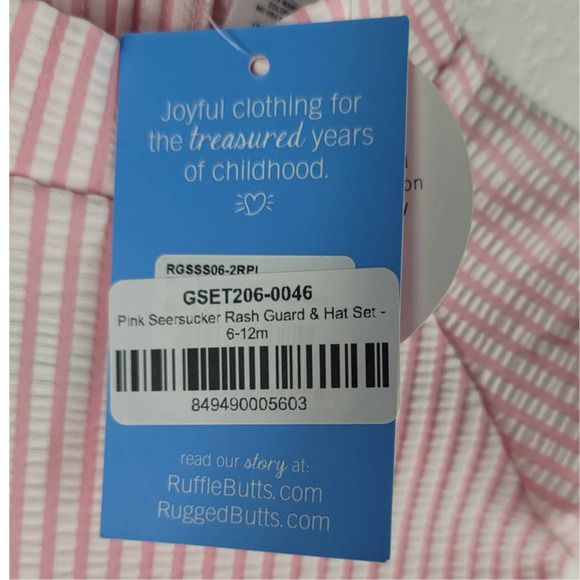 Joyful clothing for
the treasured years
of childhood.
RGSSS06-2RPI
GSET206-0046
Pink Seersucker Rash Guard & Hat Set -
6-12m
849490005603
read our story at:
RuffleButts.com
RuggedButts.com